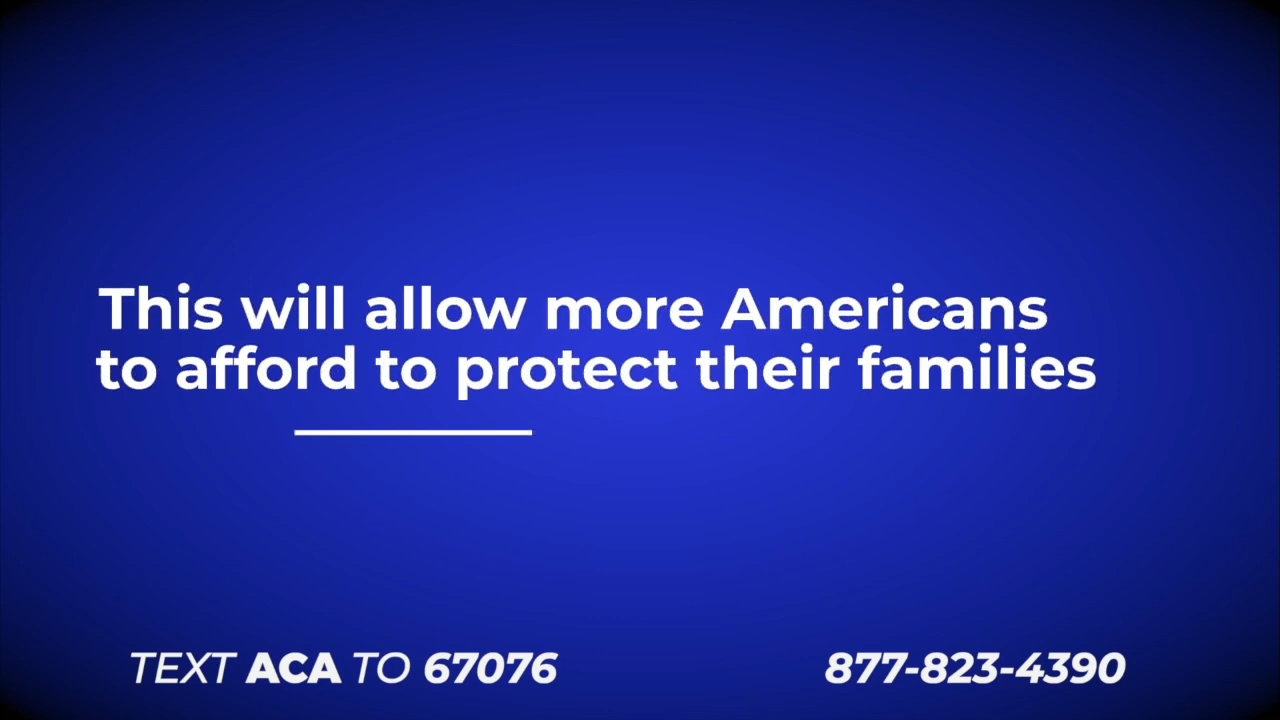 This will allow more Americans
to afford to protect their families
TEXT ACA TO 67076
877-823-4390